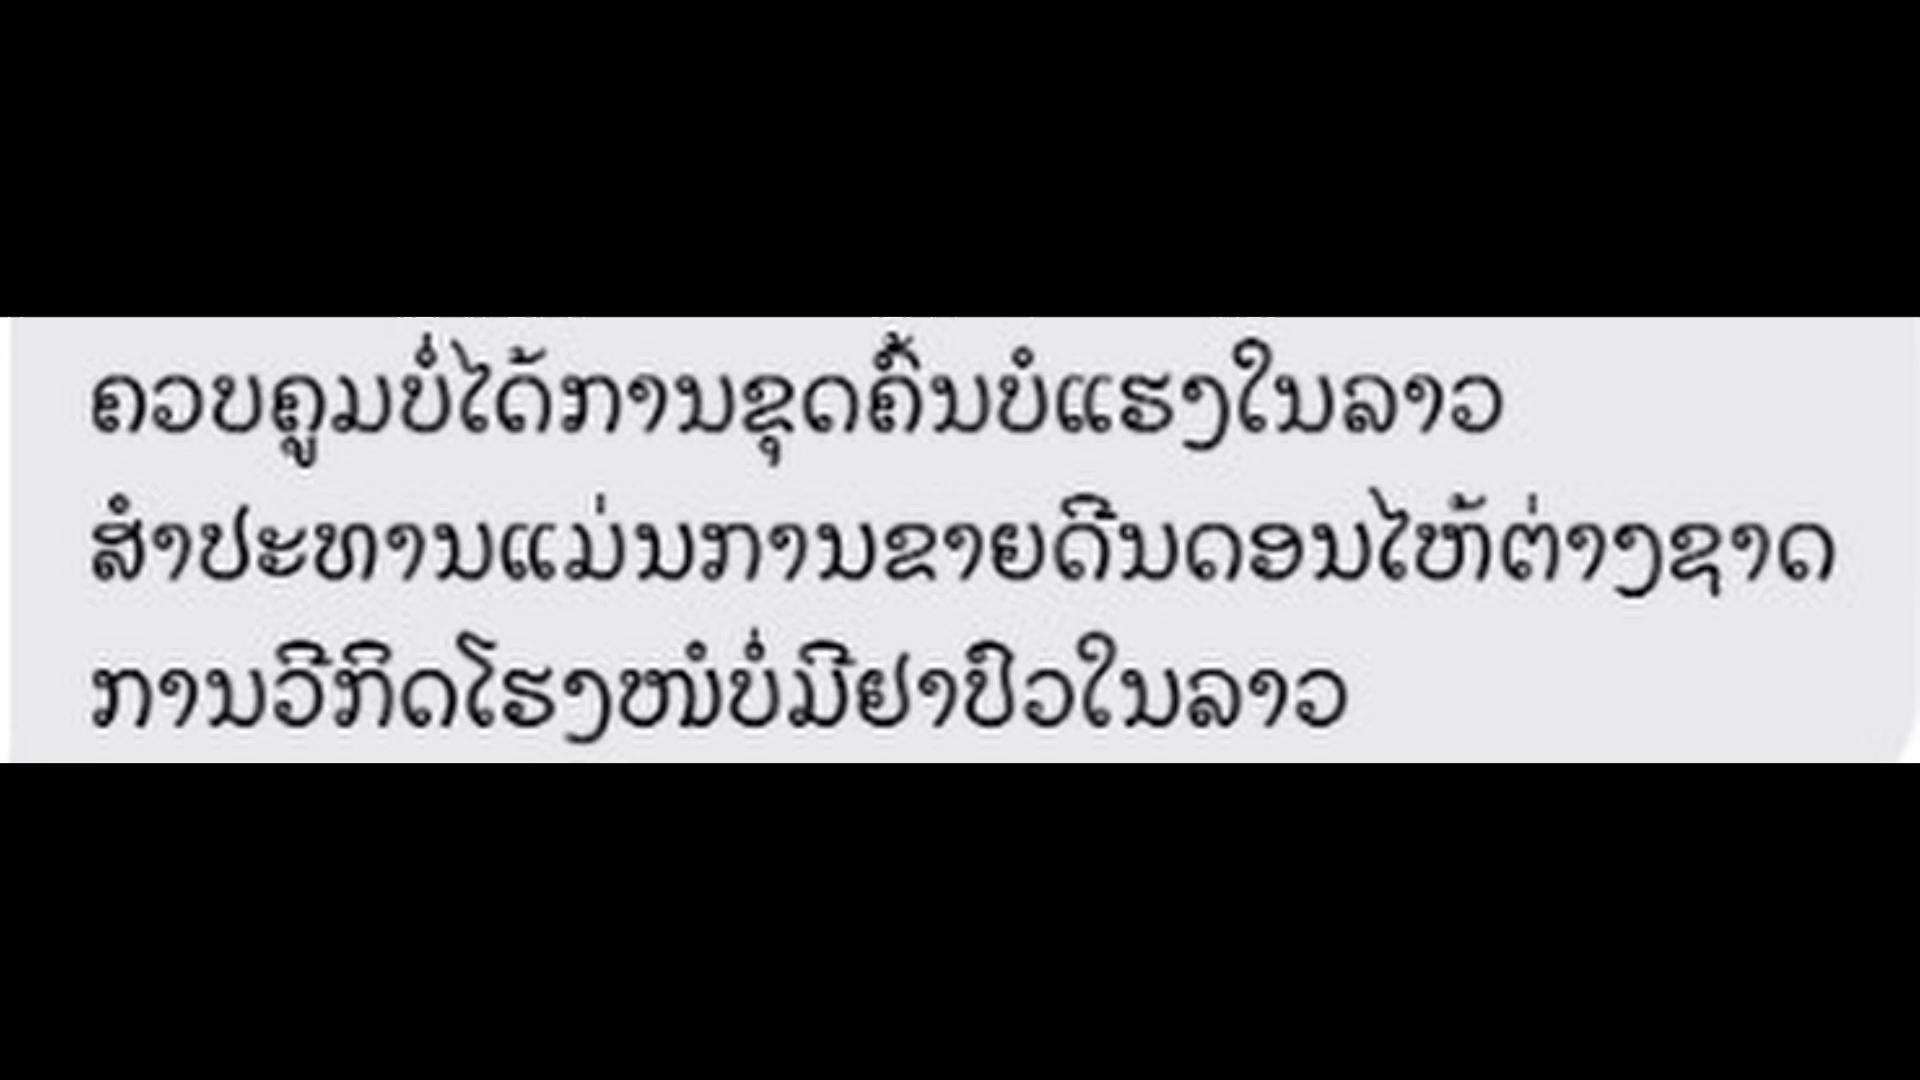 ຄວບຄູມບໍ່ໄດ້ການຂຸດຄົ້ນບໍແຮງໃນລາວ
ສຳປະທານແມ່ນການຂາຍດີນດອນໄຫ້ຕ່າງຊາດ
ການວີກິດໂຮງໝໍບໍ່ມີຢາປົວໃນລາວ